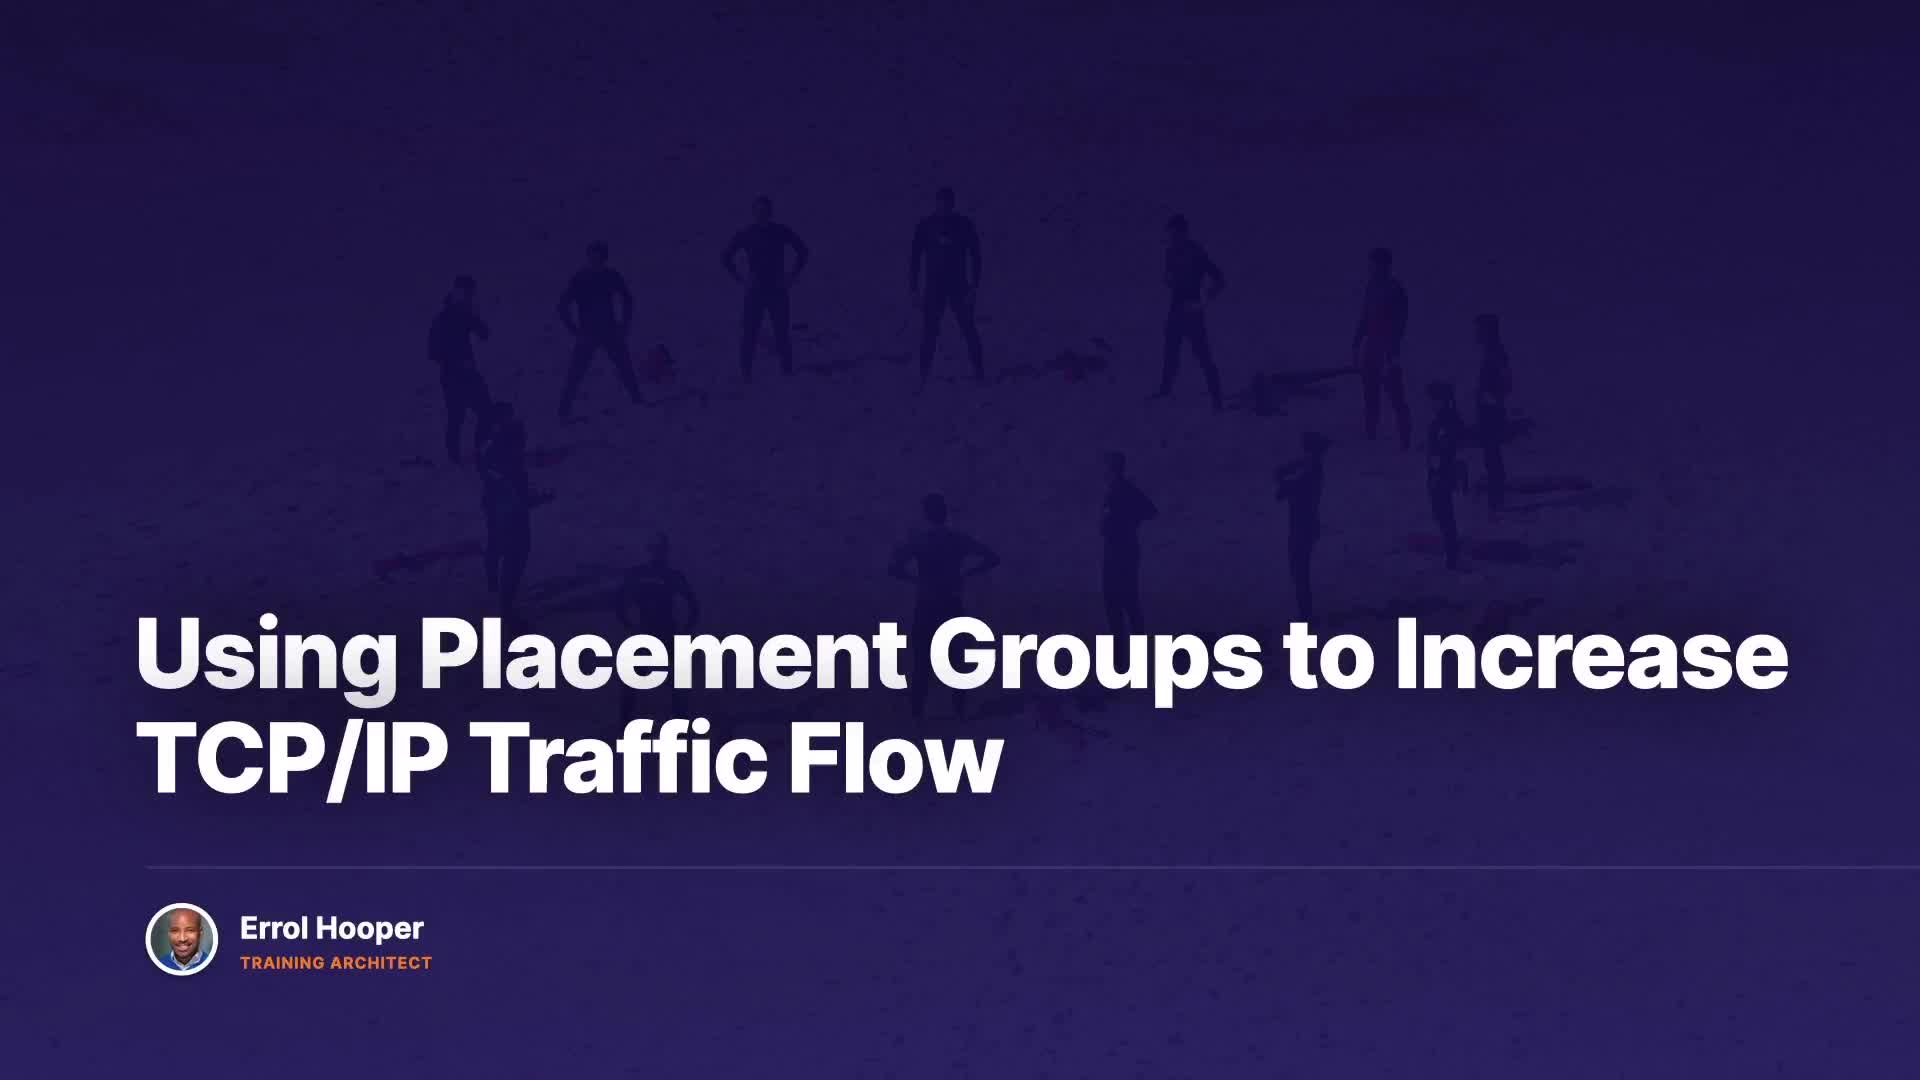 Using Placement Groups to Increase
TCP/IP Traffic Flow
Errol Hooper
TRAINING ARCHITECT